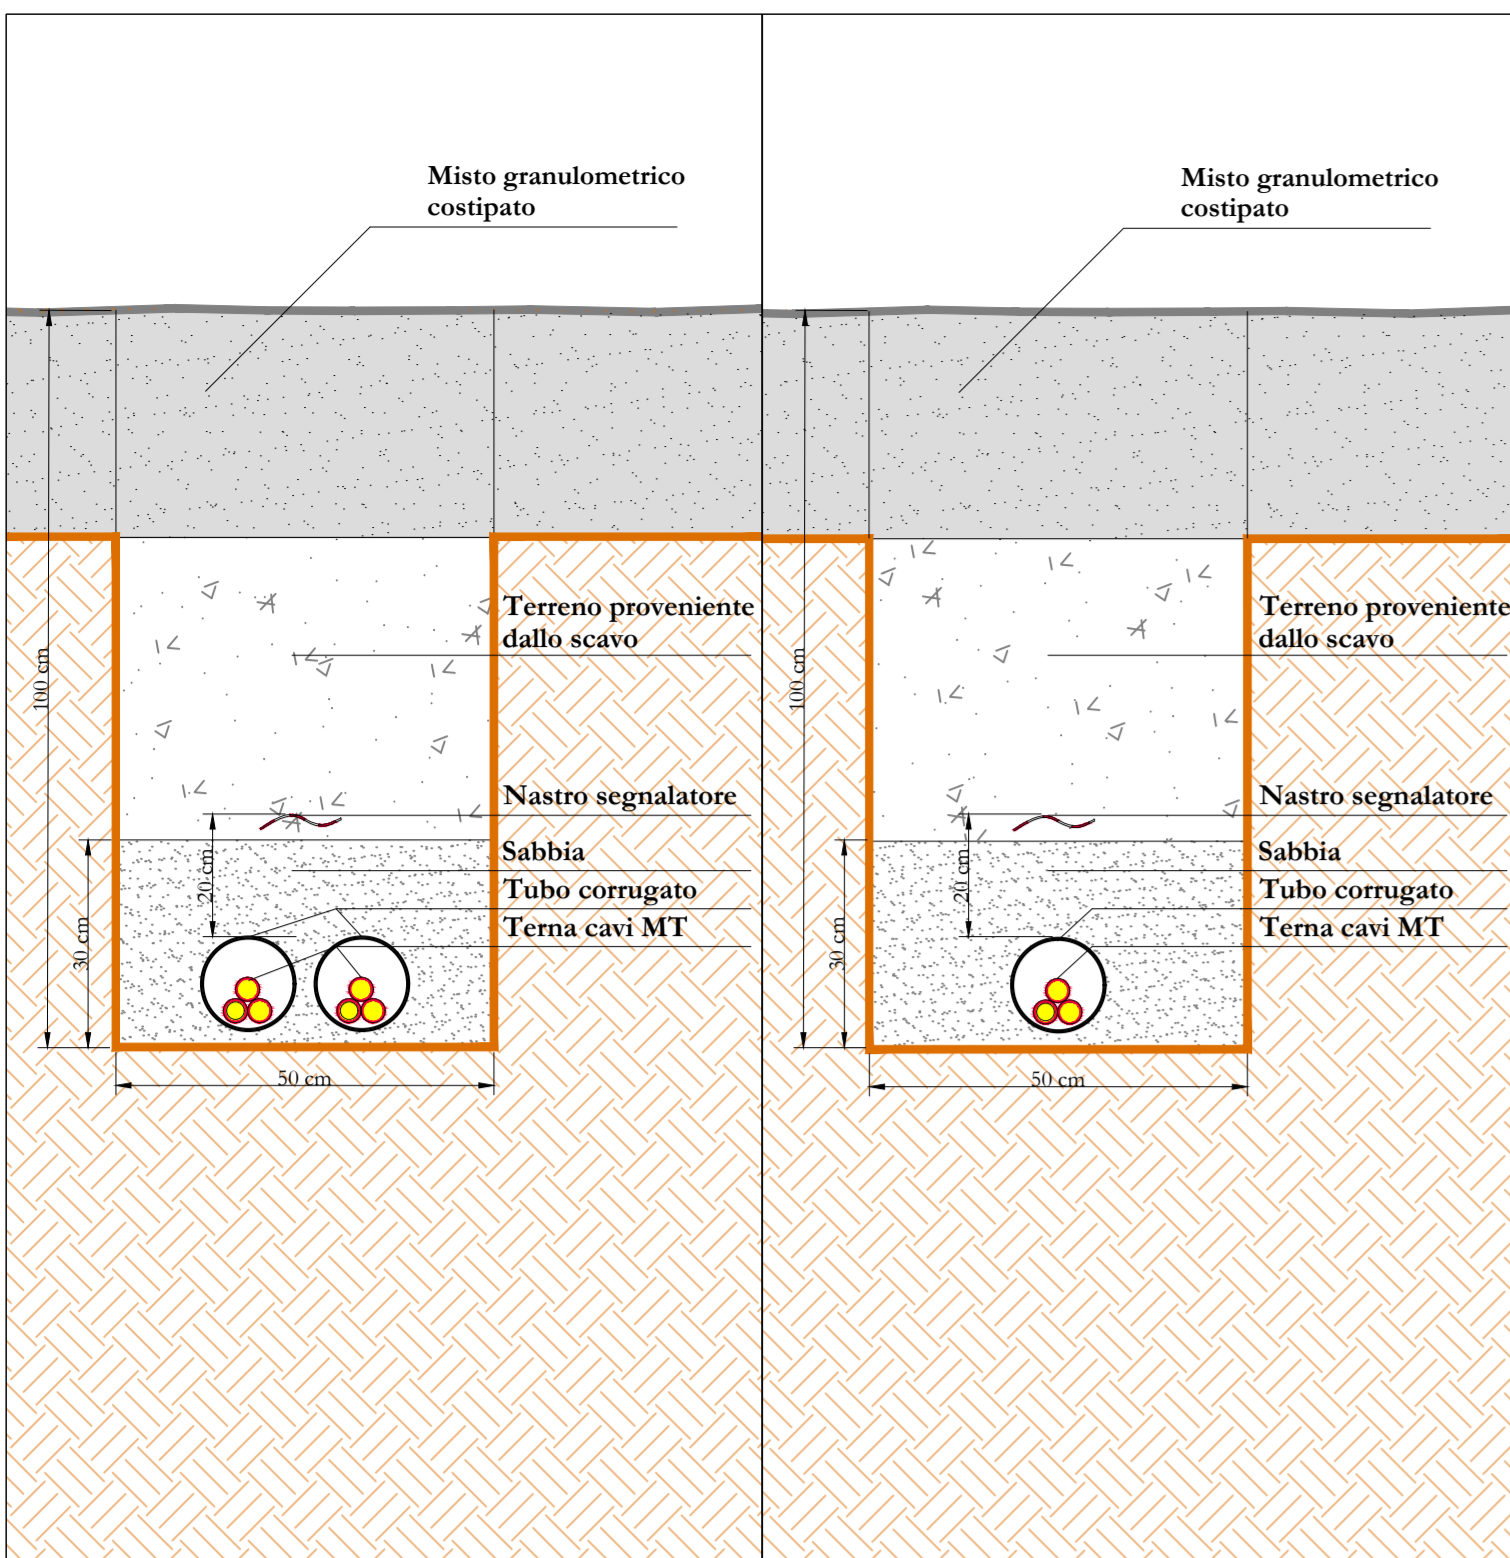 Misto granulometrico
costipato
Terreno proveniente
dallo scavo
100 cm
Nastro segnalatore
Sabbia
20 cm
Tubo corrugato
Terna cavi MT
30 cm
50 cm
Misto granulometrico
costipato
Terreno proveniente
dallo scavo
100 cm
Nastro segnalatore
Sabbia
20 cm
Tubo corrugato
Terna cavi MT
30 cm
50 cm